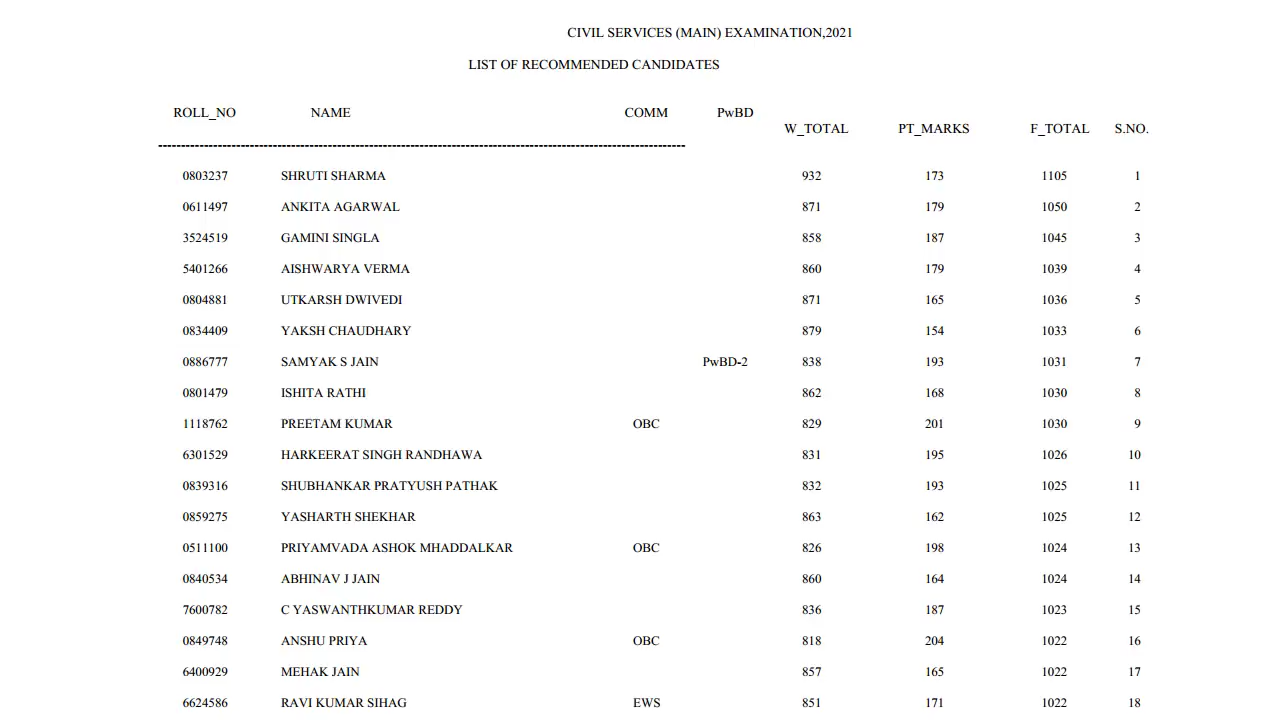 CIVIL SERVICES (MAIN) EXAMINATION,2021
LIST OF RECOMMENDED CANDIDATES
ROLL_NO NAME COMM PwBD
W_TOTAL PT_MARKS F_TOTAL S.NO.
--------------------------------------------------------------------------------------------------------------------
0803237 SHRUTI SHARMA 932 173 1105 1
0611497 ANKITA AGARWAL 871 179 1050 2
3524519 GAMINI SINGLA 858 187 1045 3
5401266 AISHWARYA VERMA 860 179 1039 4
0804881 UTKARSH DWIVEDI 871 165 1036 5
0834409 YAKSH CHAUDHARY 879 154 1033 6
0886777 SAMYAK S JAIN PwBD-2 838 193 1031 7
0801479 ISHITA RATHI 862 168 1030 8
1118762 PREETAM KUMAR OBC 829 201 1030 9
6301529 HARKEERAT SINGH RANDHAWA 831 195 1026 10
0839316 SHUBHANKAR PRATYUSH PATHAK 832 193 1025 11
0859275 YASHARTH SHEKHAR 863 162 1025 12
0511100 PRIYAMVADA ASHOK MHADDALKAR OBC 826 198 1024 13
0840534 ABHINAV J JAIN 860 164 1024 14
7600782 C YASWANTHKUMAR REDDY 836 187 1023 15
0849748 ANSHU PRIYA OBC 818 204 1022 16
6400929 MEHAK JAIN 857 165 1022 17
6624586 RAVI KUMAR SIHAG EWS 851 171 1022 18